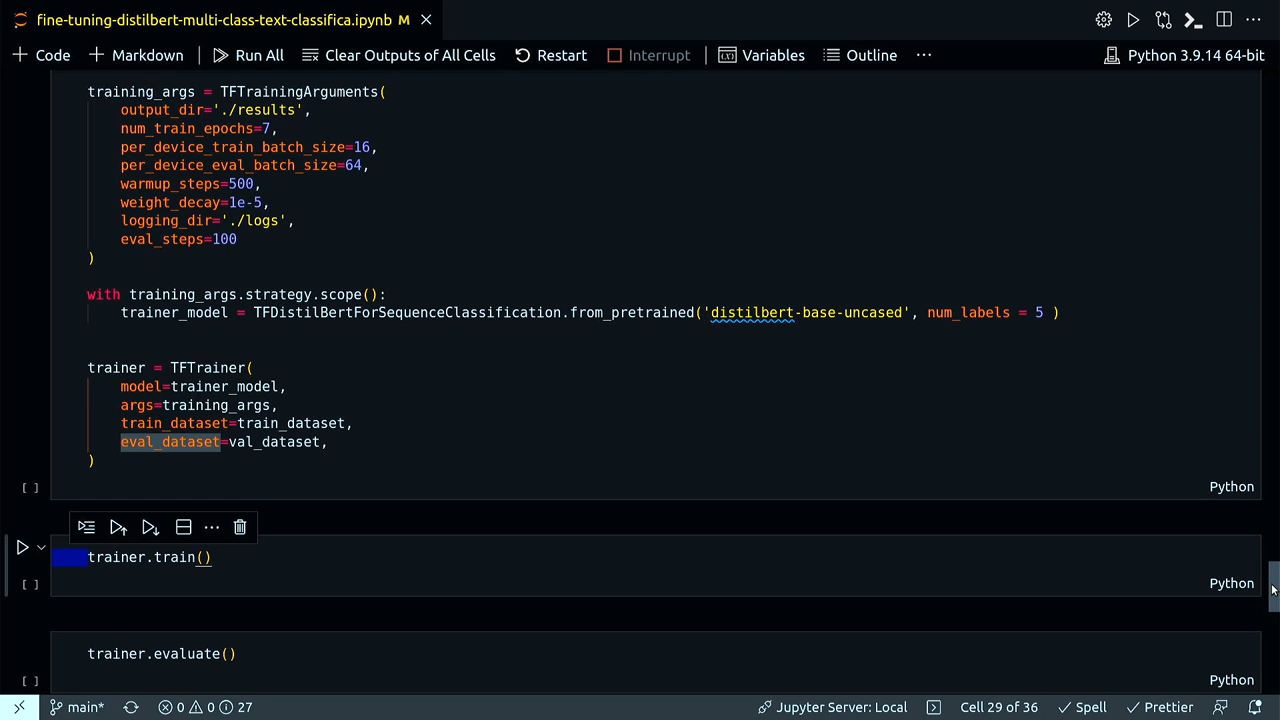 fine-tuning-distilbert-multi-class-text-classifica.ipynb M
Code Markdown Run All Clear Outputs of All Cells Restart Interrupt Variables Outline ... Python 3.9.14 64-bit
training_args = TFTrainingArguments(
output_dir='./results',
num_train_epochs=7,
per_device_train_batch_size=16,
per_device_eval_batch_size=64,
warmup_steps=500,
weight_decay=1e-5,
logging_dir='./logs',
eval_steps=100
)
with training_args.strategy.scope():
trainer_model = TFDistilBertForSequenceClassification.from_pretrained('distilbert-base-uncased', num_labels = 5 )
trainer = TFTrainer(
model=trainer_model,
args=training_args,
train_dataset=train_dataset,
eval_dataset=val_dataset,
)
[ ] Python
trainer.train()
[ ] Python
trainer.evaluate()
[ ] Python
main* 0 0 27 Jupyter Server: Local Cell 29 of 36 Spell Prettier